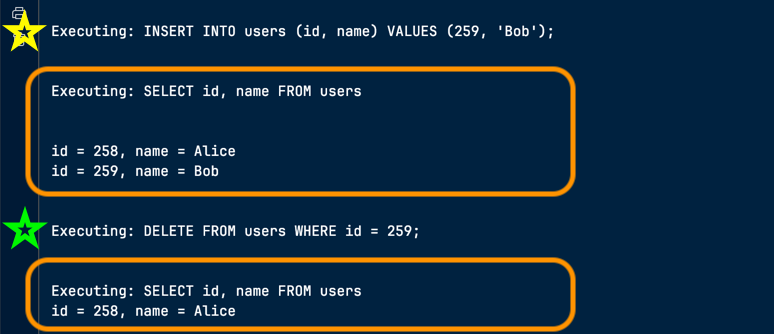 Executing: INSERT INTO users (id, name) VALUES (259, 'Bob');
Executing: SELECT id, name FROM users
id = 258, name = Alice
id = 259, name = Bob
Executing: DELETE FROM users WHERE id = 259;
Executing: SELECT id, name FROM users
id = 258, name = Alice